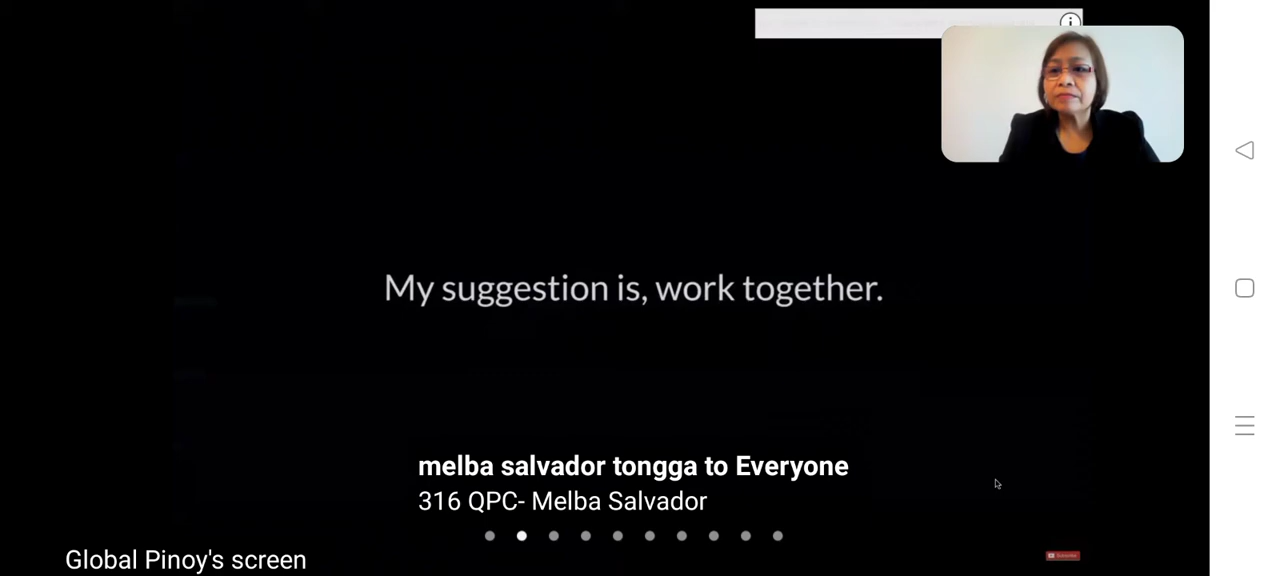 My suggestion is, work together.
melba salvador tongga to Everyone
316 QPC- Melba Salvador
Global Pinoy's screen